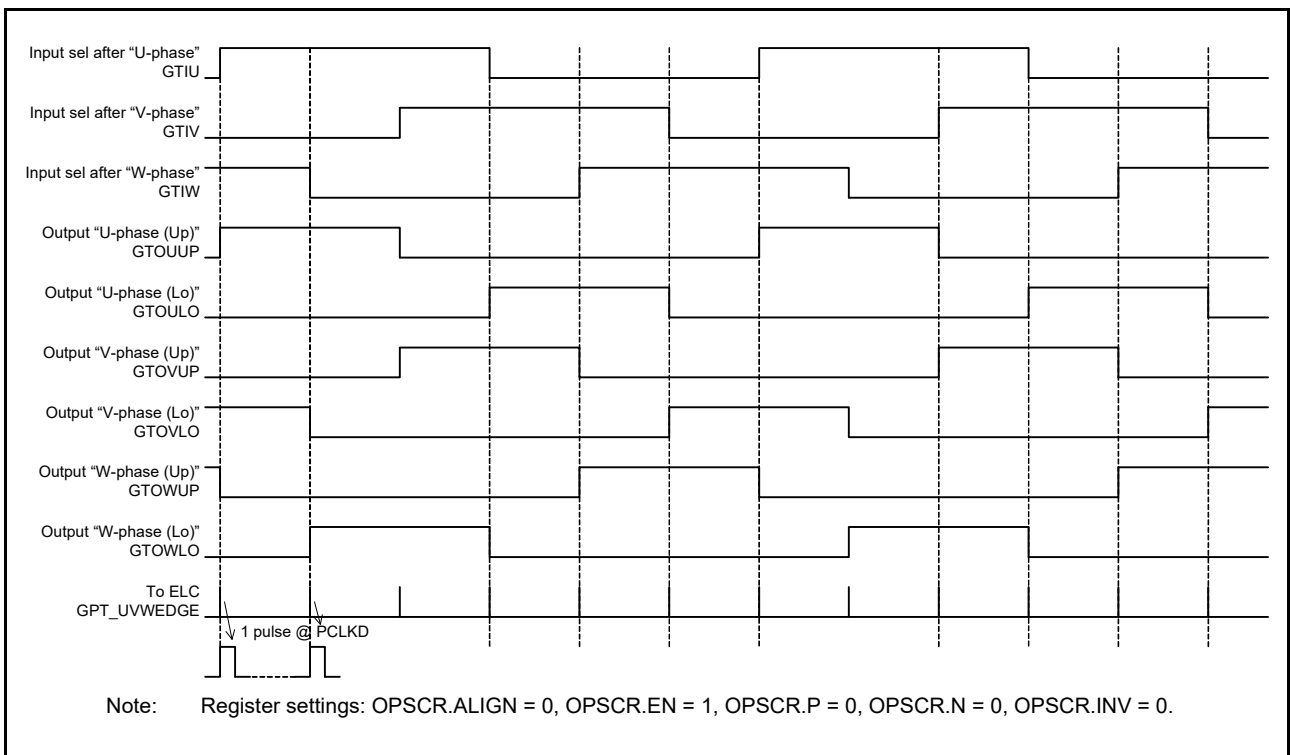 Input sel after “U-phase”
GTIU
Input sel after “V-phase”
GTIV
Input sel after “W-phase”
GTIW
Output “U-phase (Up)”
GTOUUP
Output “U-phase (Lo)”
GTOULO
Output “V-phase (Up)”
GTOVUP
Output “V-phase (Lo)”
GTOVLO
Output “W-phase (Up)”
GTOWUP
Output “W-phase (Lo)”
GTOWLO
To ELC
GPT_UVWEDGE
1 pulse @ PCLKD
Note: Register settings: OPSCR.ALIGN = 0, OPSCR.EN = 1, OPSCR.P = 0, OPSCR.N = 0, OPSCR.INV = 0.